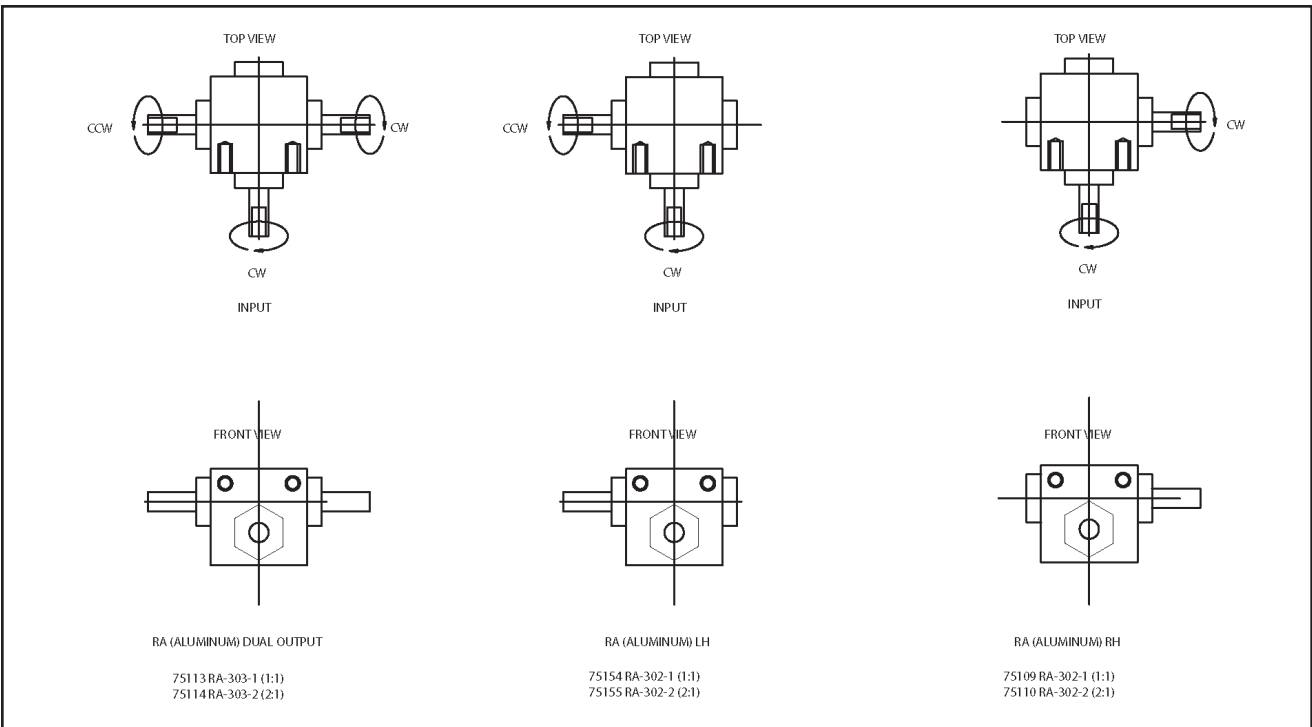 TOP VIEW
CCW
CW
CW
INPUT
FRONT VIEW
RA (ALUMINUM) DUAL OUTPUT
75113 RA-303-1 (1:1)
75114 RA-303-2 (2:1)
TOP VIEW
CCW
CW
INPUT
FRONT VIEW
RA (ALUMINUM) LH
75154 RA-302-1 (1:1)
75155 RA-302-2 (2:1)
TOP VIEW
CW
CW
INPUT
FRONT VIEW
RA (ALUMINUM) RH
75109 RA-302-1 (1:1)
75110 RA-302-2 (2:1)